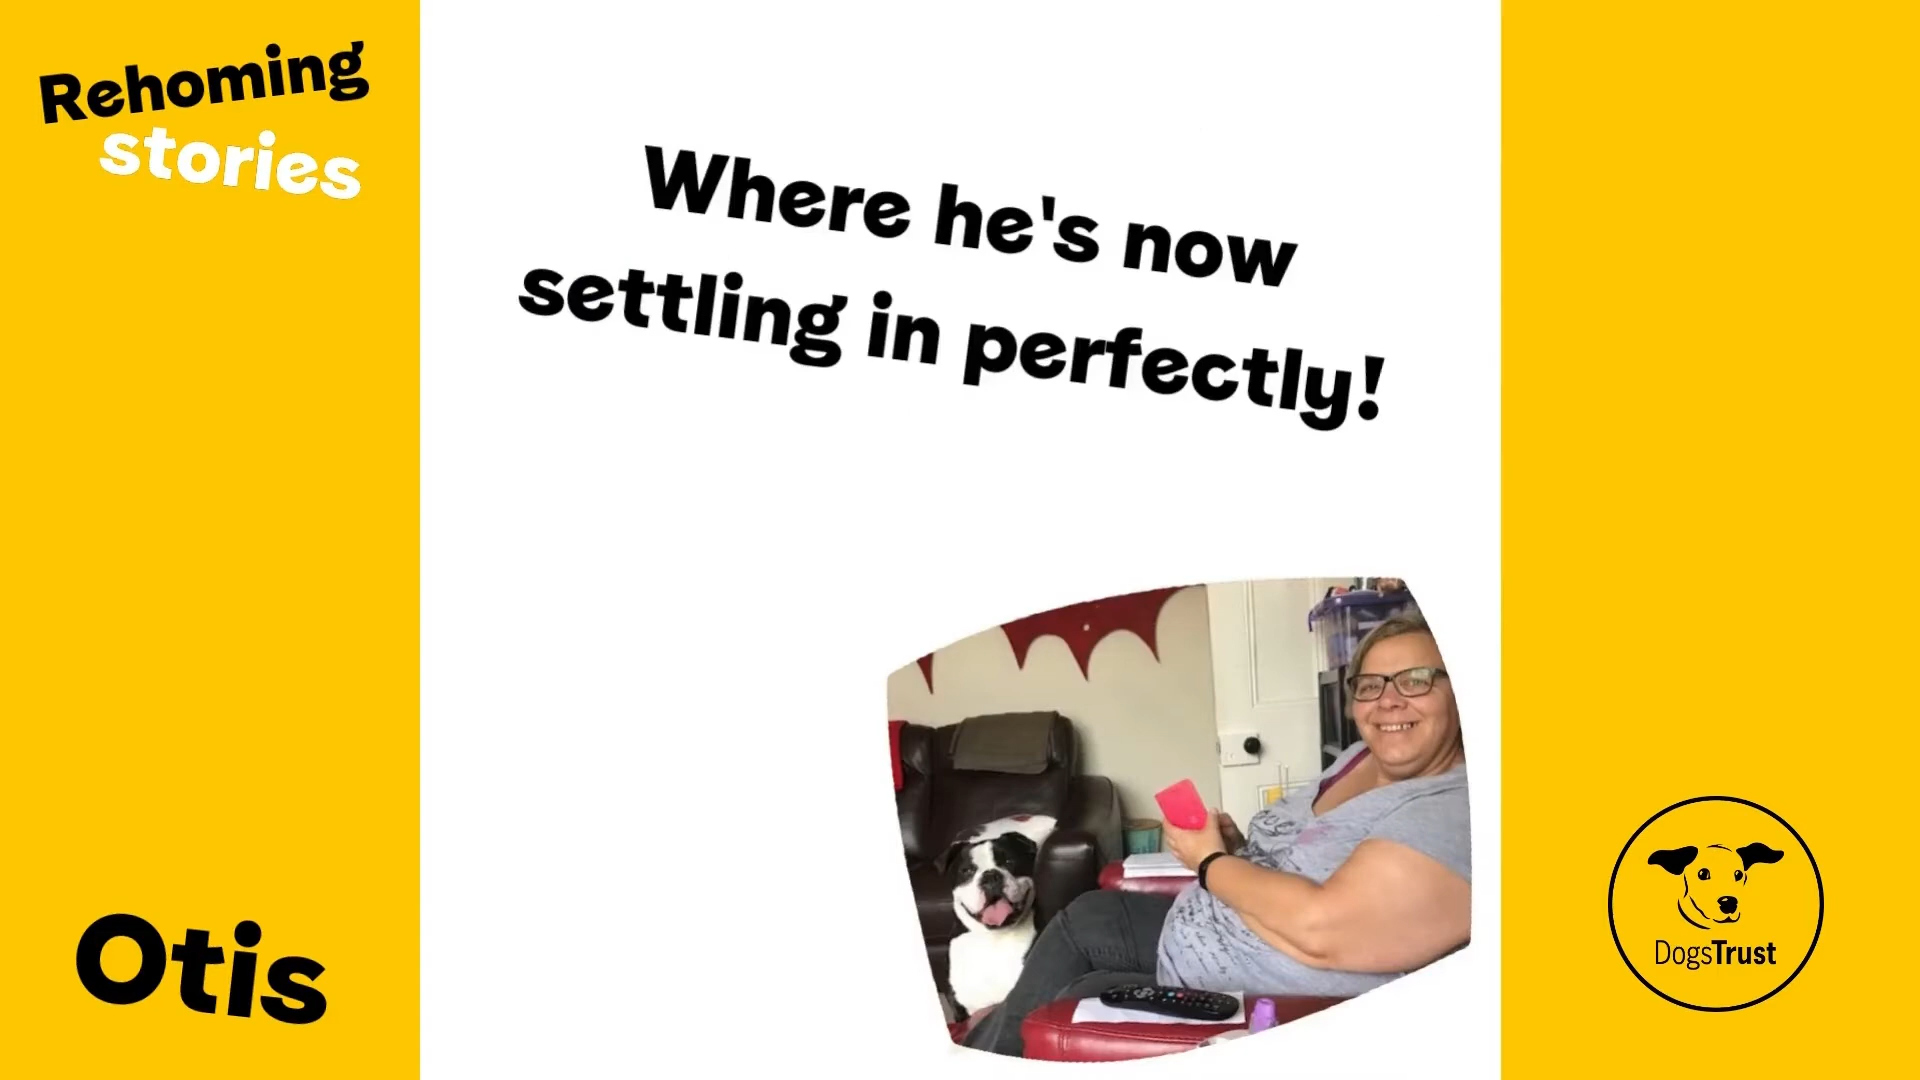 Rehoming
stories
Where he's now
settling in perfectly!
Otis
DogsTrust